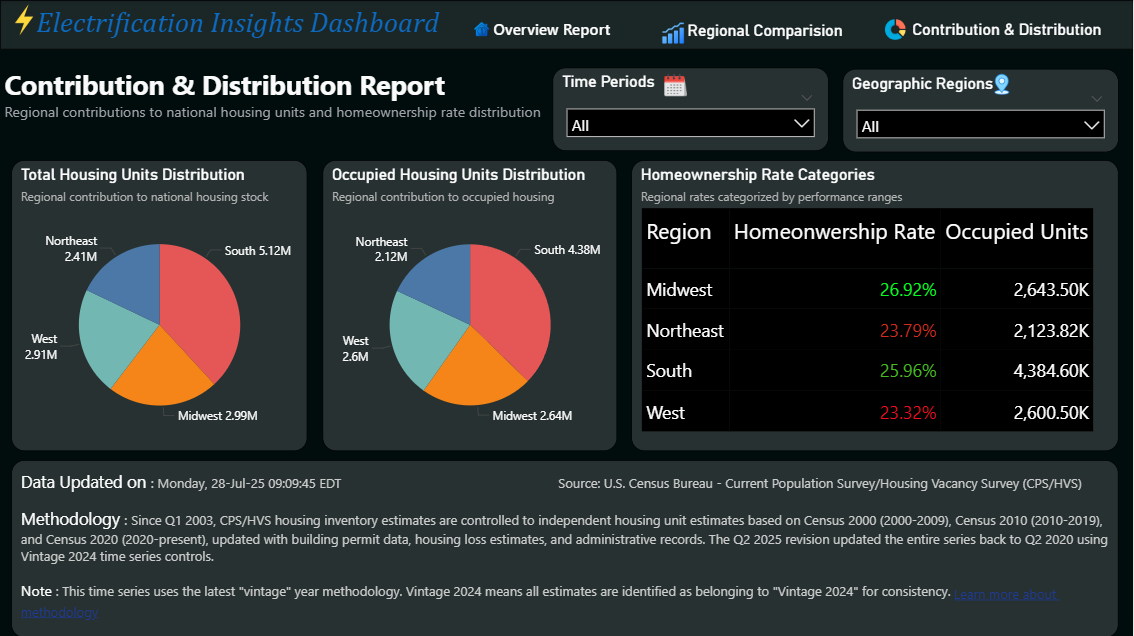 Electrification Insights Dashboard
Overview Report
Regional Comparision
Contribution & Distribution
Contribution & Distribution Report
Regional contributions to national housing units and homeownership rate distribution
Time Periods
All
Geographic Regions
All
Total Housing Units Distribution
Regional contribution to national housing stock
Northeast
2.41M
South 5.12M
West
2.91M
Midwest 2.99M
Occupied Housing Units Distribution
Regional contribution to occupied housing
Northeast
2.12M
South 4.38M
West
2.6M
Midwest 2.64M
Homeownership Rate Categories
Regional rates categorized by performance ranges
Region Homeonwership Rate Occupied Units
Midwest 26.92% 2,643.50K
Northeast 23.79% 2,123.82K
South 25.96% 4,384.60K
West 23.32% 2,600.50K
Data Updated on : Monday, 28-Jul-25 09:09:45 EDT
Source: U.S. Census Bureau - Current Population Survey/Housing Vacancy Survey (CPS/HVS)
Methodology : Since Q1 2003, CPS/HVS housing inventory estimates are controlled to independent housing unit estimates based on Census 2000 (2000-2009), Census 2010 (2010-2019),
and Census 2020 (2020-present), updated with building permit data, housing loss estimates, and administrative records. The Q2 2025 revision updated the entire series back to Q2 2020 using
Vintage 2024 time series controls.
Note : This time series uses the latest "vintage" year methodology. Vintage 2024 means all estimates are identified as belonging to "Vintage 2024" for consistency. Learn more about
methodology